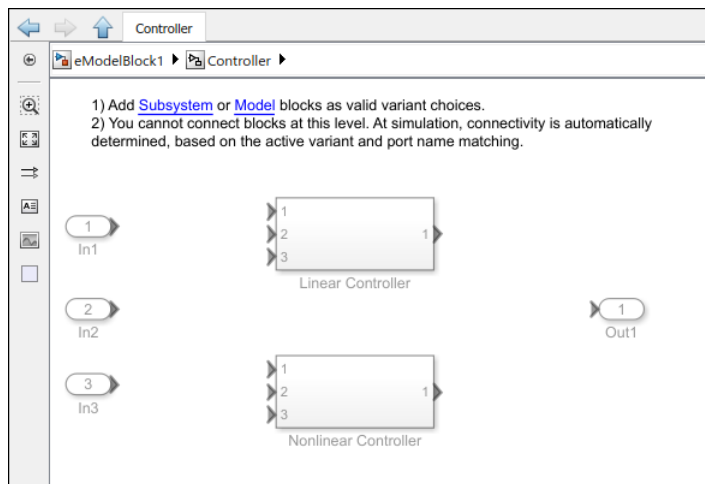 Controller
eModelBlock1 Controller
1) Add Subsystem or Model blocks as valid variant choices.
2) You cannot connect blocks at this level. At simulation, connectivity is automatically
determined, based on the active variant and port name matching.
1
In1
1
2
3
1
Linear Controller
2
In2
1
Out1
3
In3
1
2
3
1
Nonlinear Controller